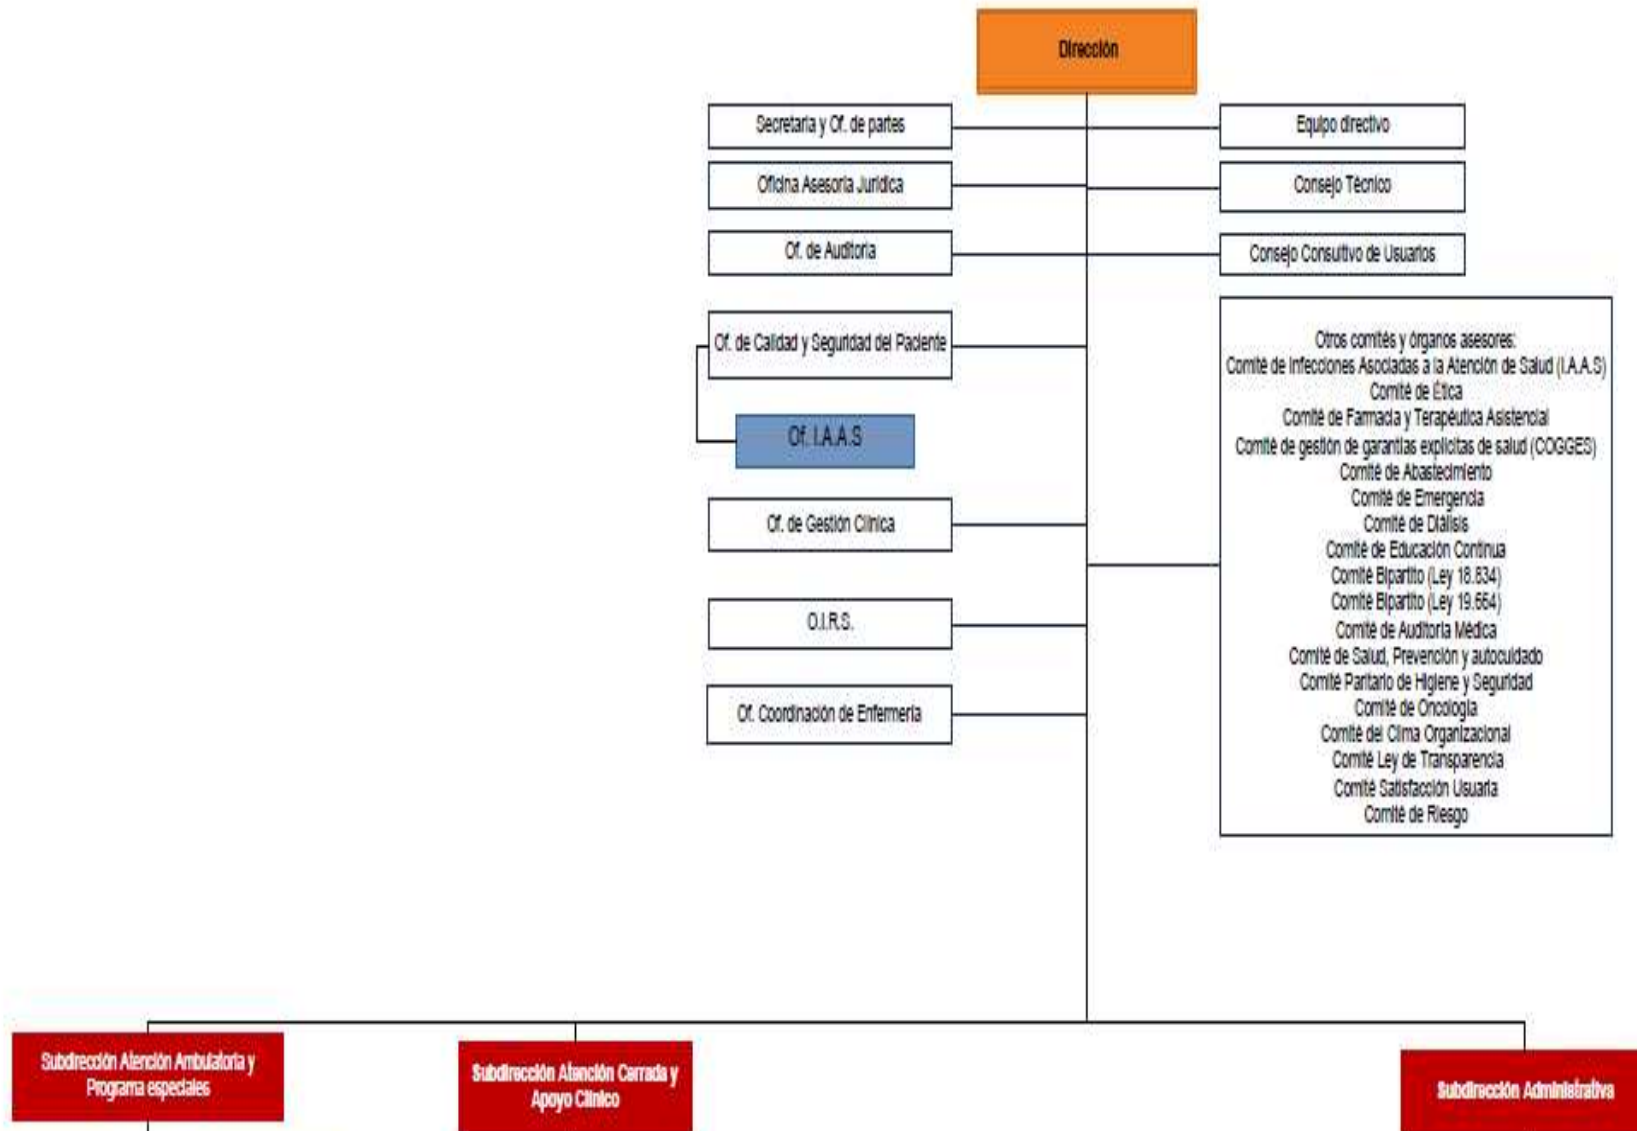 Dirección
Secretaria y Of. de partes
Equipo directivo
Oficina Asesoría Jurídica
Consejo Técnico
Of. de Auditoria
Consejo Consultivo de Usuarios
Of. de Calidad y Seguridad del Paciente
Of. I.A.A.S
Of. de Gestión Clínica
O.I.R.S.
Of. Coordinación de Enfermería
Otros comités y órganos asesores:
Comité de Infecciones Asociadas a la Atención de Salud (I.A.A.S)
Comité de Ética
Comité de Farmacia y Terapéutica Asistencial
Comité de gestión de garantías explicitas de salud (COGGES)
Comité de Abastecimiento
Comité de Emergencia
Comité de Diálisis
Comité de Educación Continua
Comité Bipartito (Ley 18.834)
Comité Bipartito (Ley 19.664)
Comité de Auditoría Médica
Comité de Salud, Prevención y autocuidado
Comité Paritario de Higiene y Seguridad
Comité de Oncología
Comité del Clima Organizacional
Comité Ley de Transparencia
Comité Satisfacción Usuaria
Comité de Riesgo
Subdirección Atención Ambulatoria y
Programa especiales
Subdirección Atención Cerrada y
Apoyo Clínico
Subdirección Administrativa